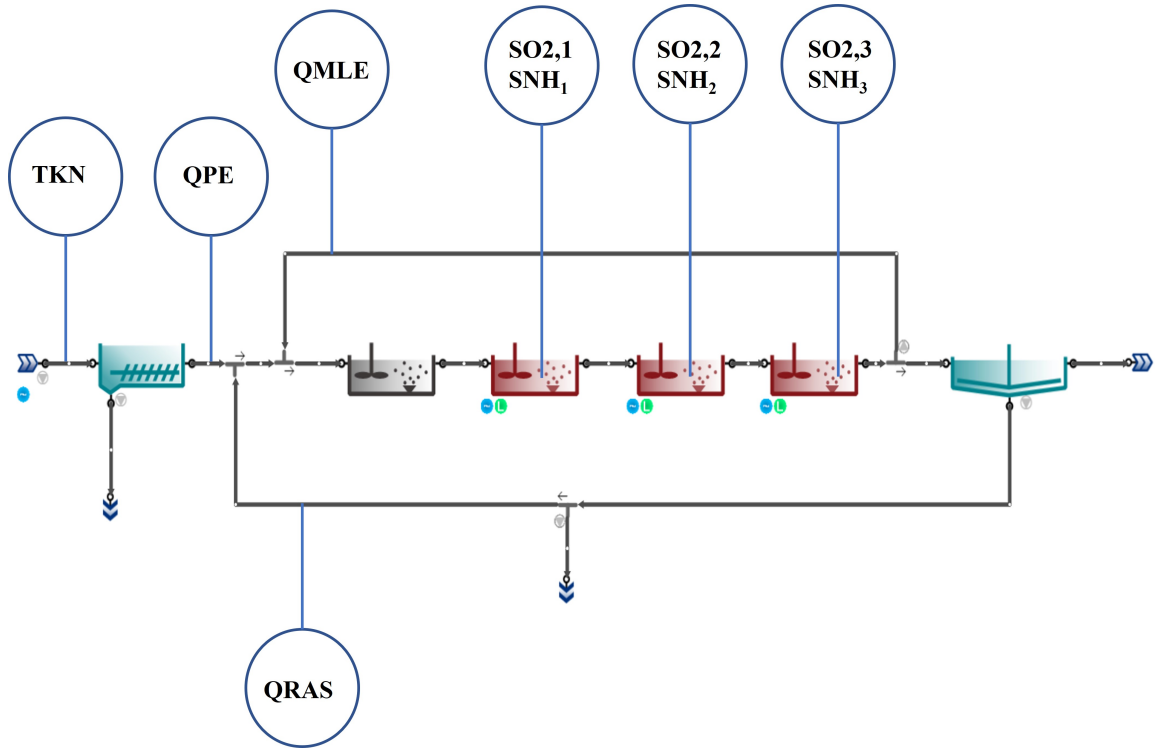 QMLE
SO2,1
SNH₁
SO2,2
SNH₂
SO2,3
SNH₃
TKN
QPE
~ L
~ L
~ L
~
QRAS